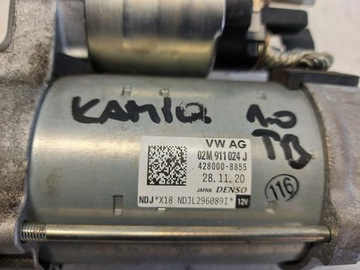 KAMIQ 1.0
TB
VW AG
02M 911 024 J
428000-8855
28.11.20
JAPAN DENSO
NDJ*X18 NDJL296089I* 12V
116